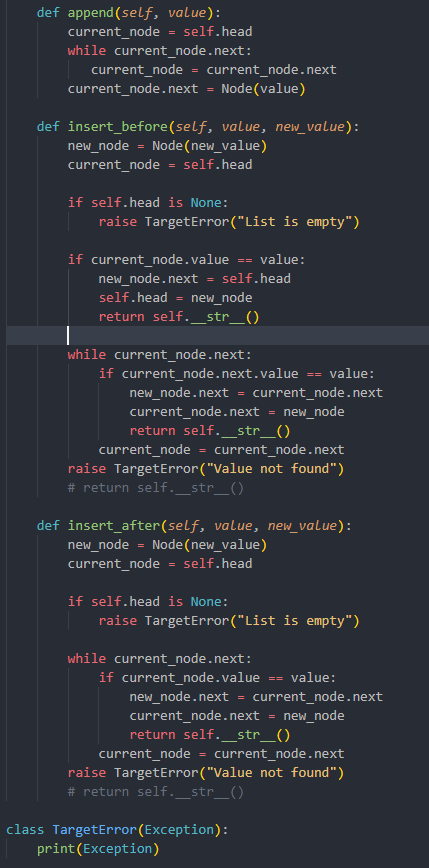 def append(self, value):
current_node = self.head
while current_node.next:
current_node = current_node.next
current_node.next = Node(value)
def insert_before(self, value, new_value):
new_node = Node(new_value)
current_node = self.head
if self.head is None:
raise TargetError("List is empty")
if current_node.value == value:
new_node.next = self.head
self.head = new_node
return self.__str__()
while current_node.next:
if current_node.next.value == value:
new_node.next = current_node.next
current_node.next = new_node
return self.__str__()
current_node = current_node.next
raise TargetError("Value not found")
# return self.__str__()
def insert_after(self, value, new_value):
new_node = Node(new_value)
current_node = self.head
if self.head is None:
raise TargetError("List is empty")
while current_node.next:
if current_node.value == value:
new_node.next = current_node.next
current_node.next = new_node
return self.__str__()
current_node = current_node.next
raise TargetError("Value not found")
# return self.__str__()
class TargetError(Exception):
print(Exception)